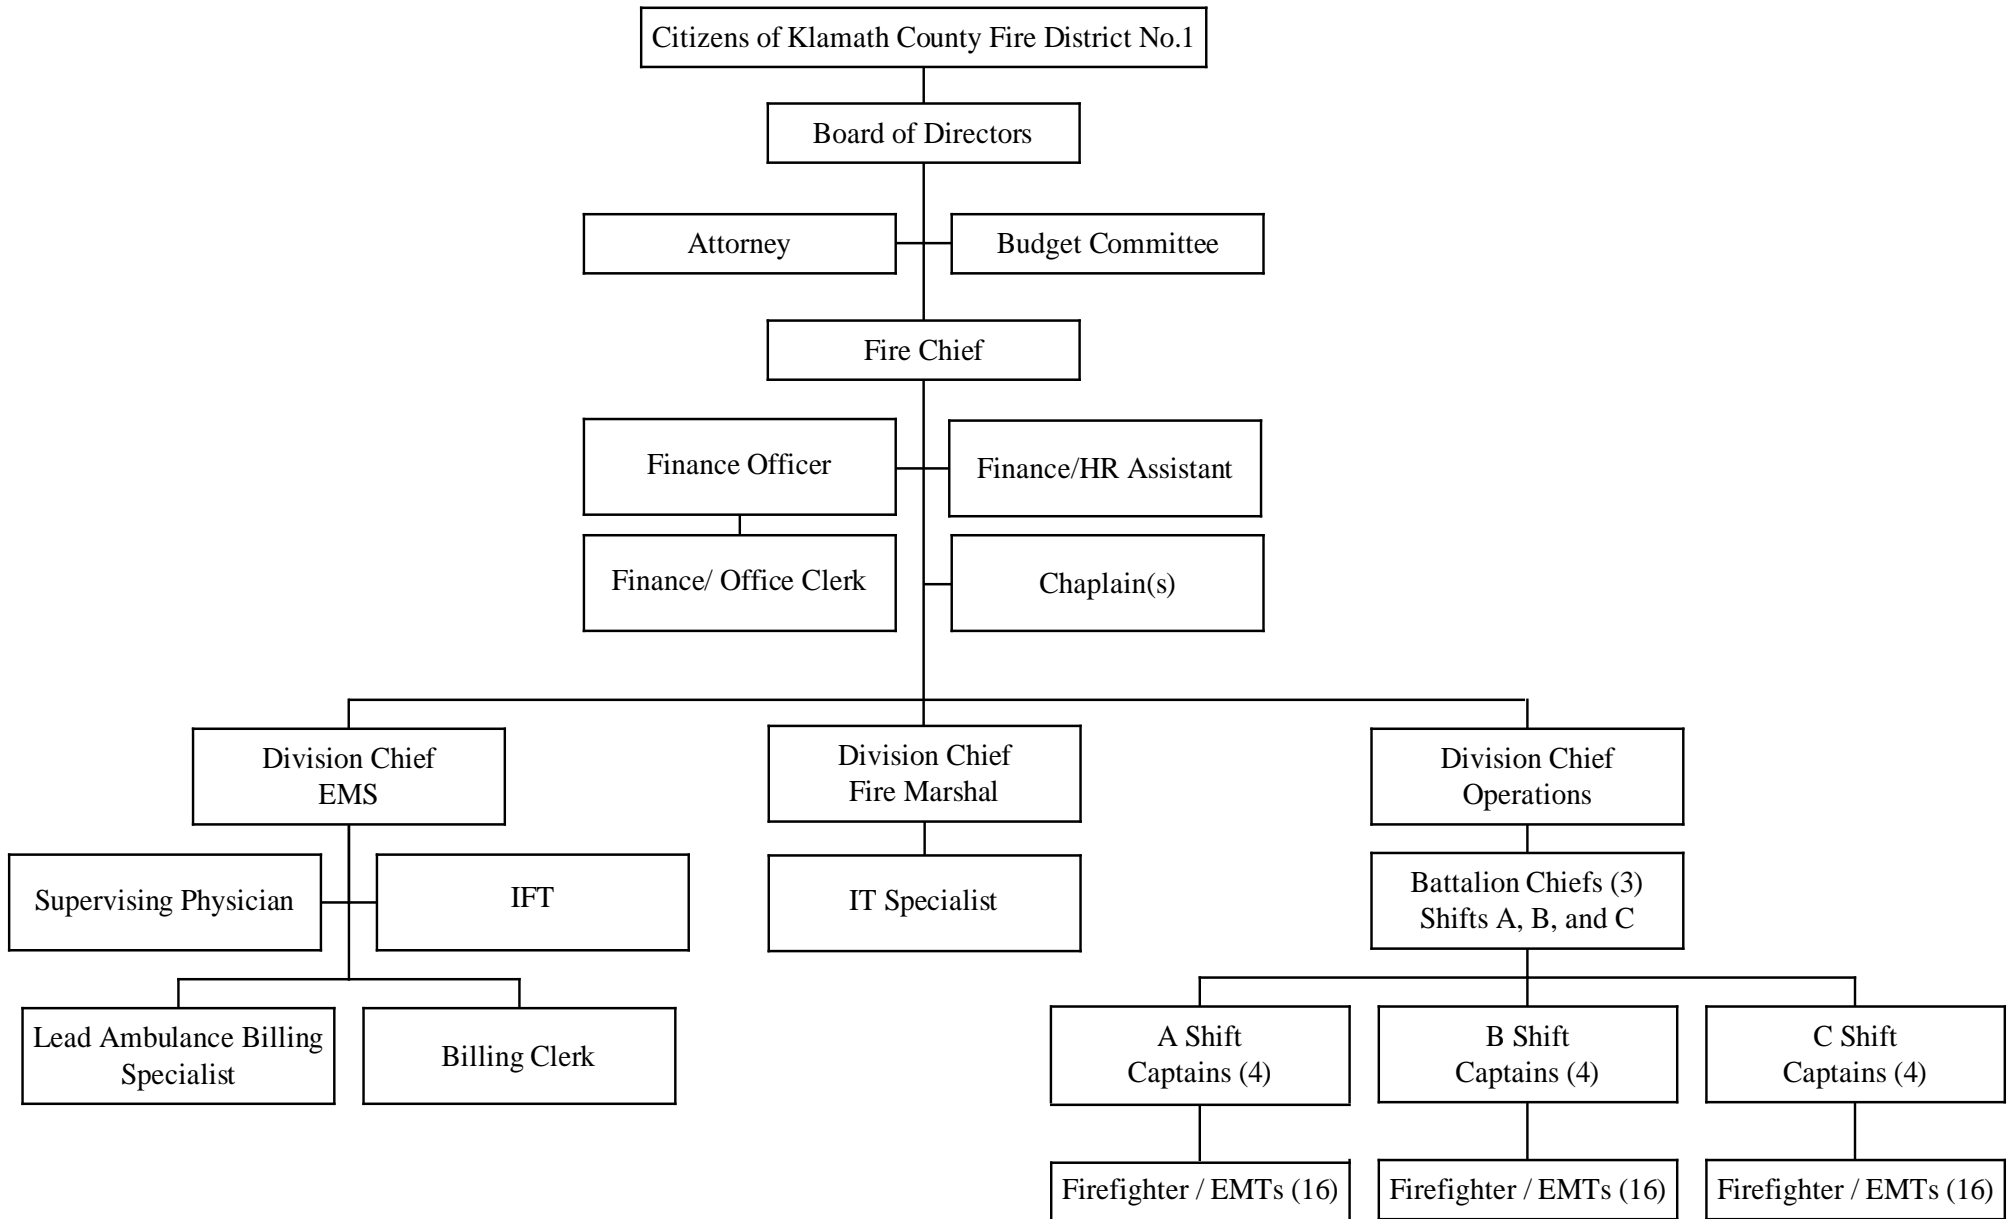 Citizens of Klamath County Fire District No.1
Board of Directors
Attorney
Budget Committee
Fire Chief
Finance Officer
Finance/HR Assistant
Finance/ Office Clerk
Chaplain(s)
Division Chief
EMS
Division Chief
Fire Marshal
Division Chief
Operations
Supervising Physician
IFT
IT Specialist
Battalion Chiefs (3)
Shifts A, B, and C
Lead Ambulance Billing
Specialist
Billing Clerk
A Shift
Captains (4)
B Shift
Captains (4)
C Shift
Captains (4)
Firefighter / EMTs (16)
Firefighter / EMTs (16)
Firefighter / EMTs (16)